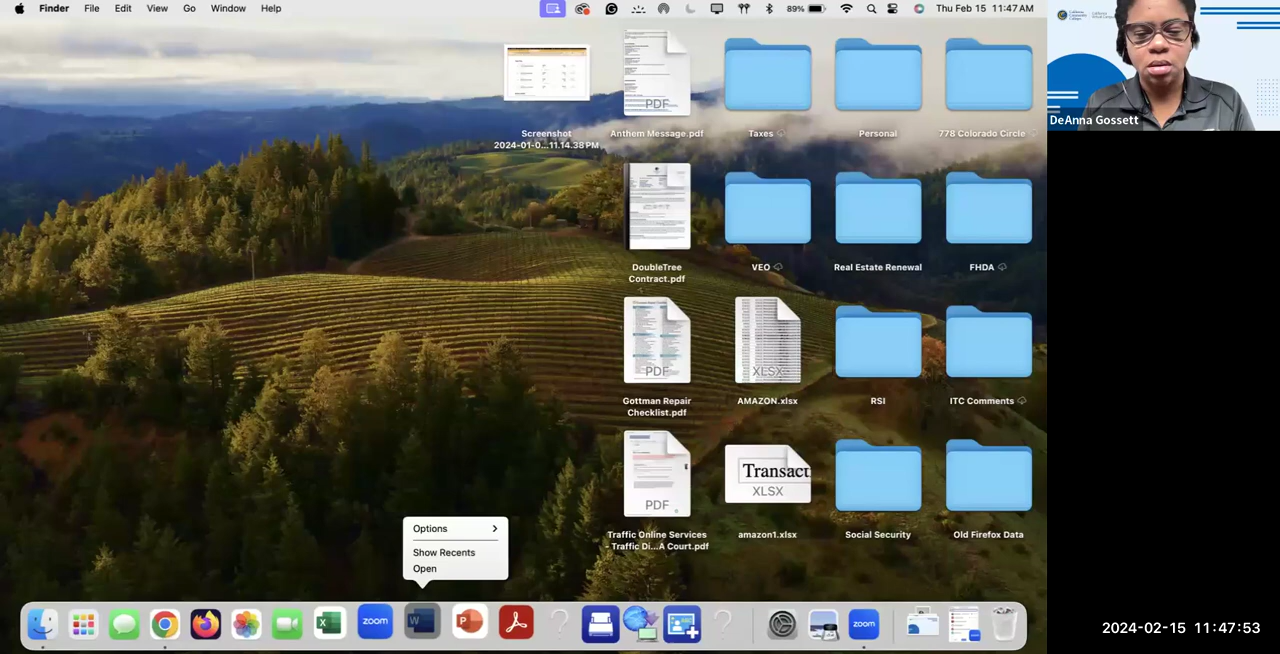 Finder File Edit View Go Window Help
89%
Thu Feb 15 11:47 AM
DeAnna Gossett
PDF
Screenshot
2024-01-0...11.14.38 PM
Anthem Message.pdf
Taxes
Personal
778 Colorado Circle
DoubleTree
Contract.pdf
VEO
Real Estate Renewal
FHDA
PDF
XLSX
Gottman Repair
Checklist.pdf
AMAZON.xlsx
RSI
ITC Comments
PDF
Transact
XLSX
Traffic Online Services
- Traffic Di...A Court.pdf
amazon1.xlsx
Social Security
Old Firefox Data
Options
Show Recents
Open
zoom
zoom
2024-02-15 11:47:53